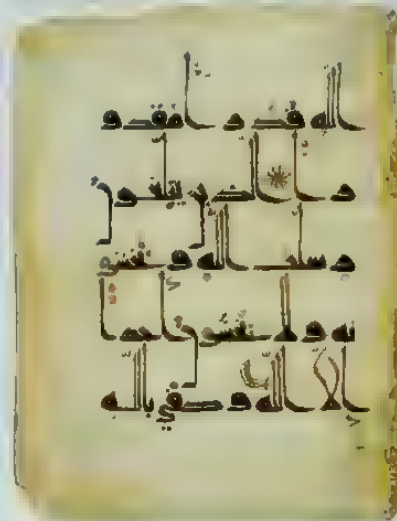 الله قدرا مقدو
را الذين يبلغون
رسلت الله ويخشو
نه ولا يخشون احدا
الا الله وكفى بالله